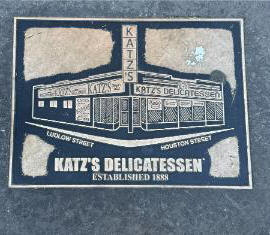 KATZ'S
KATZ'S
KATZ'S DELICATESSEN
LUDLOW STREET
HOUSTON STREET
KATZ'S DELICATESSEN
ESTABLISHED 1888